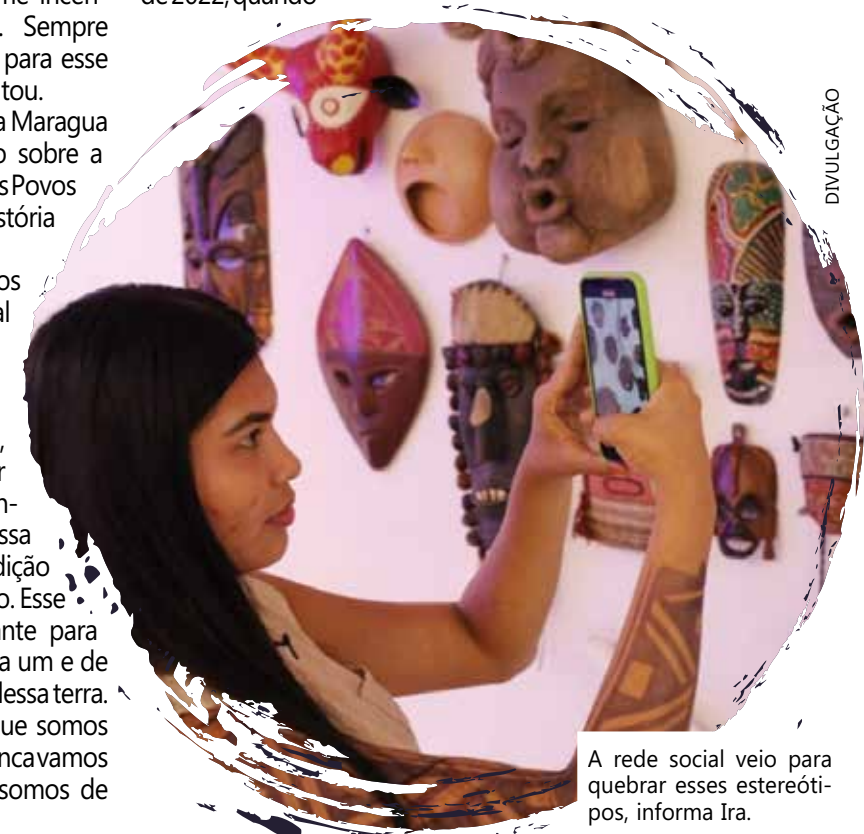 de 2022, quando
. Sempre
para esse
tou.
a Maragua
o sobre a
s Povos
stória
os
al
,
r
n-
ssa
dição
o. Esse
ante para
a um e de
dessa terra.
ue somos
ncavamos
somos de
DIVULGAÇÃO
A rede social veio para
quebrar esses estereóti-
pos, informa Ira.